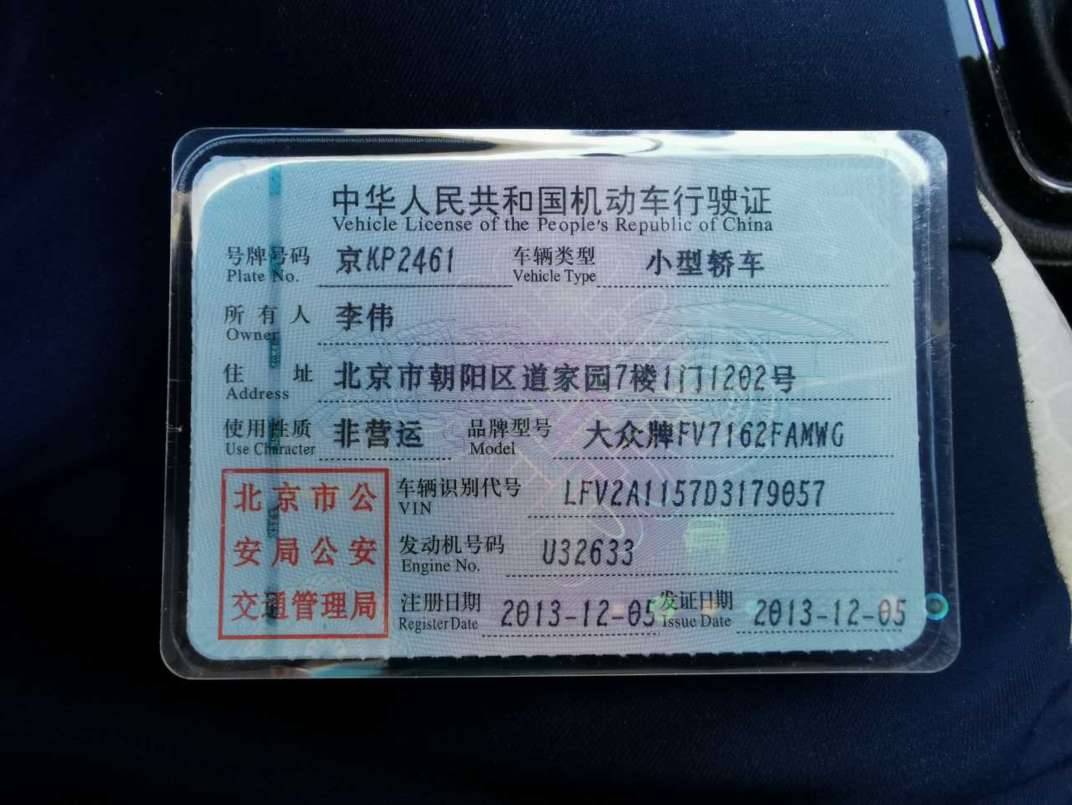 中华人民共和国机动车行驶证
Vehicle License of the People's Republic of China
号牌号码 京KP2461 车辆类型 小型轿车
Plate No. Vehicle Type
所有人 李伟
Owner
住址 北京市朝阳区道家园7楼1门1202号
Address
使用性质 非营运 品牌型号 大众牌FV7162FAMWG
Use Character Model
北京市公
安局公安
交通管理局
车辆识别代号 LFV2A1157D3179057
VIN
发动机号码 U32633
Engine No.
注册日期 2013-12-05 发证日期 2013-12-05
Register Date Issue Date